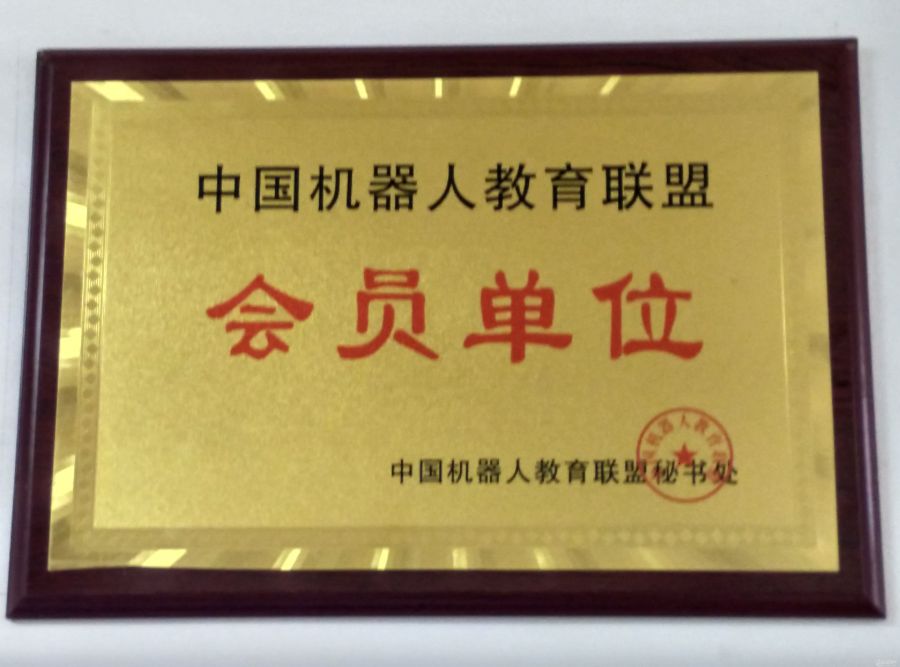 中国机器人教育联盟
会员单位
中国机器人教育联盟秘书处